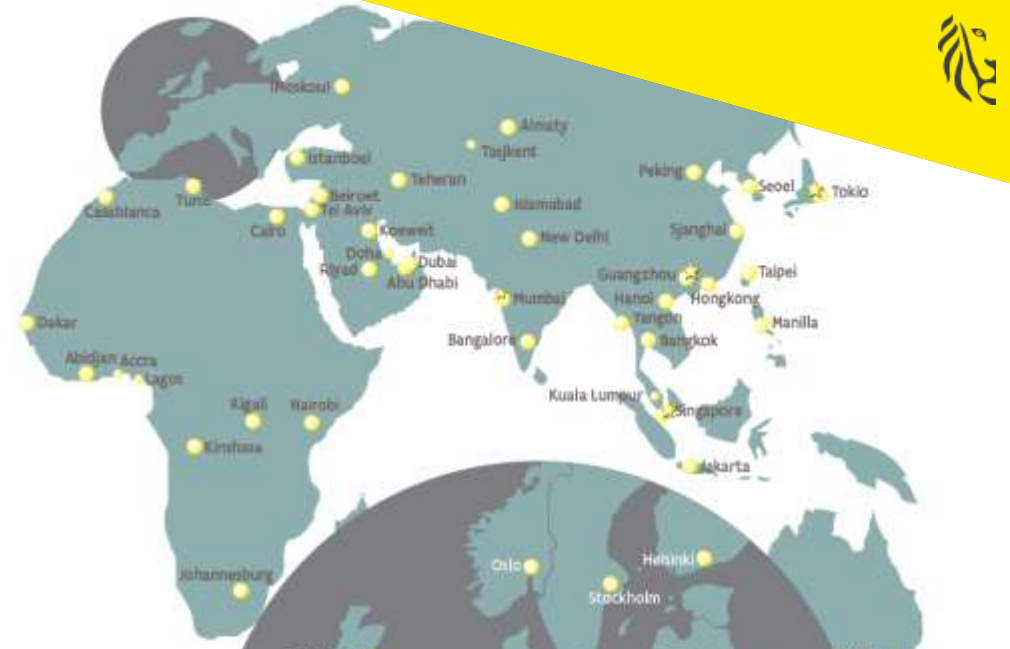 (Moskou)
Almaty
Tasjkent
Istanboel
Teheran
Peking
Seoel
Tokio
Casablanca
Tunis
Beiroet
Tel Aviv
Islamabad
Cairo
Koeweit
New Delhi
Sjanghai
Doha
Dubai
Riyad
Abu Dhabi
Guangzhou
Taipei
Mumbai
Hanoi
Hongkong
Dakar
Yangon
Manilla
Bangalore
Bangkok
Abidjan
Accra
Lagos
Kuala Lumpur
Singapore
Kigali
Nairobi
Kinshasa
Jakarta
Johannesburg
Oslo
Helsinki
Stockholm